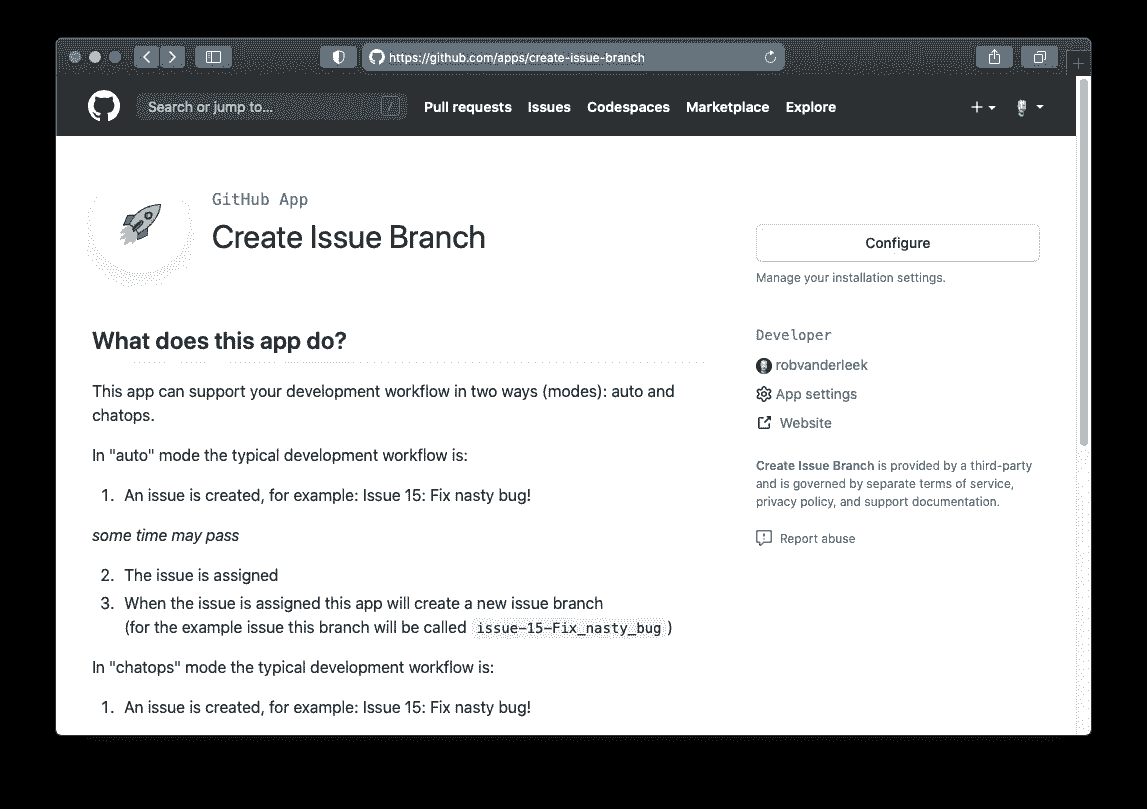 https://github.com/apps/create-issue-branch
Search or jump to...
/
Pull requests
Issues
Codespaces
Marketplace
Explore
GitHub App
Create Issue Branch
Configure
Manage your installation settings.
What does this app do?
This app can support your development workflow in two ways (modes): auto and
chatops.
In "auto" mode the typical development workflow is:
1. An issue is created, for example: Issue 15: Fix nasty bug!
some time may pass
2. The issue is assigned
3. When the issue is assigned this app will create a new issue branch
(for the example issue this branch will be called issue-15-Fix_nasty_bug )
In "chatops" mode the typical development workflow is:
1. An issue is created, for example: Issue 15: Fix nasty bug!
Developer
robvanderleek
App settings
Website
Create Issue Branch is provided by a third-party
and is governed by separate terms of service,
privacy policy, and support documentation.
Report abuse